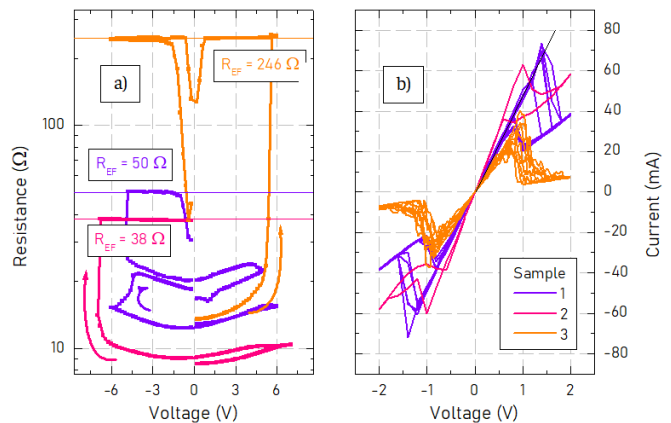 a)
R_EF = 246 Ω
R_EF = 50 Ω
R_EF = 38 Ω
100
10
Resistance (Ω)
-6
-3
0
3
6
Voltage (V)
b)
80
60
40
20
0
-20
-40
-60
-80
Current (mA)
Sample
1
2
3
-2
-1
0
1
2
Voltage (V)